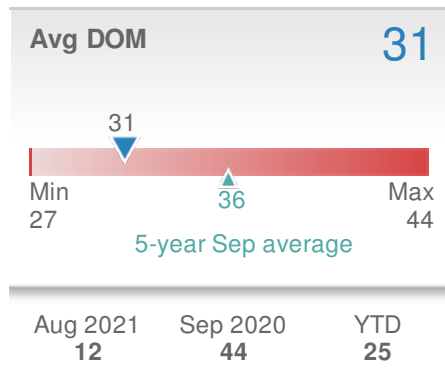 Avg DOM 31
31
Min Max
27 36 44
5-year Sep average
Aug 2021 Sep 2020 YTD
12 44 25